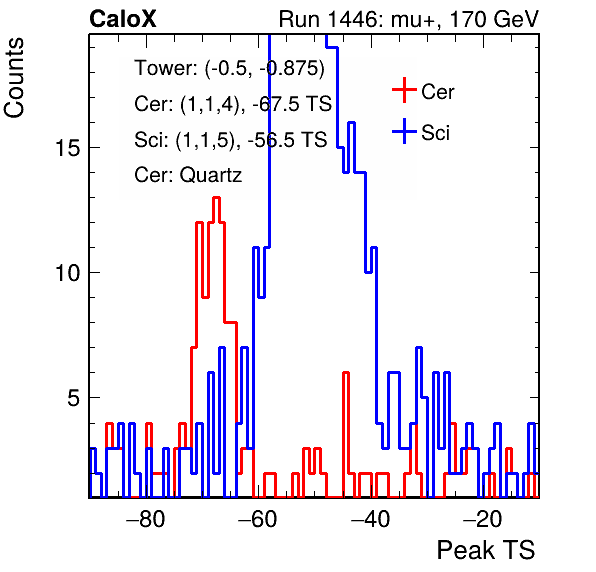 CaloX Run 1446: mu+, 170 GeV
Counts
Tower: (-0.5, -0.875)
Cer: (1,1,4), -67.5 TS
Sci: (1,1,5), -56.5 TS
Cer: Quartz
Cer
Sci
15
10
5
−80 −60 −40 −20
Peak TS